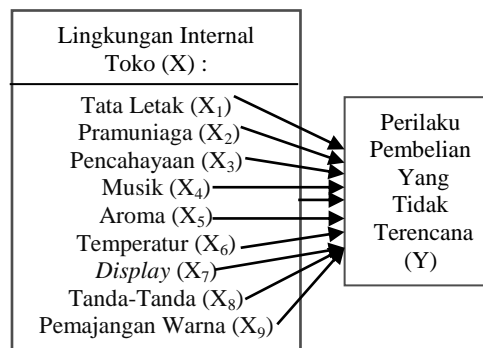 Lingkungan Internal
Toko (X) :
Tata Letak (X₁)
Pramuniaga (X₂)
Pencahayaan (X₃)
Musik (X₄)
Aroma (X₅)
Temperatur (X₆)
Display (X₇)
Tanda-Tanda (X₈)
Pemajangan Warna (X₉)
Perilaku
Pembelian
Yang
Tidak
Terencana
(Y)